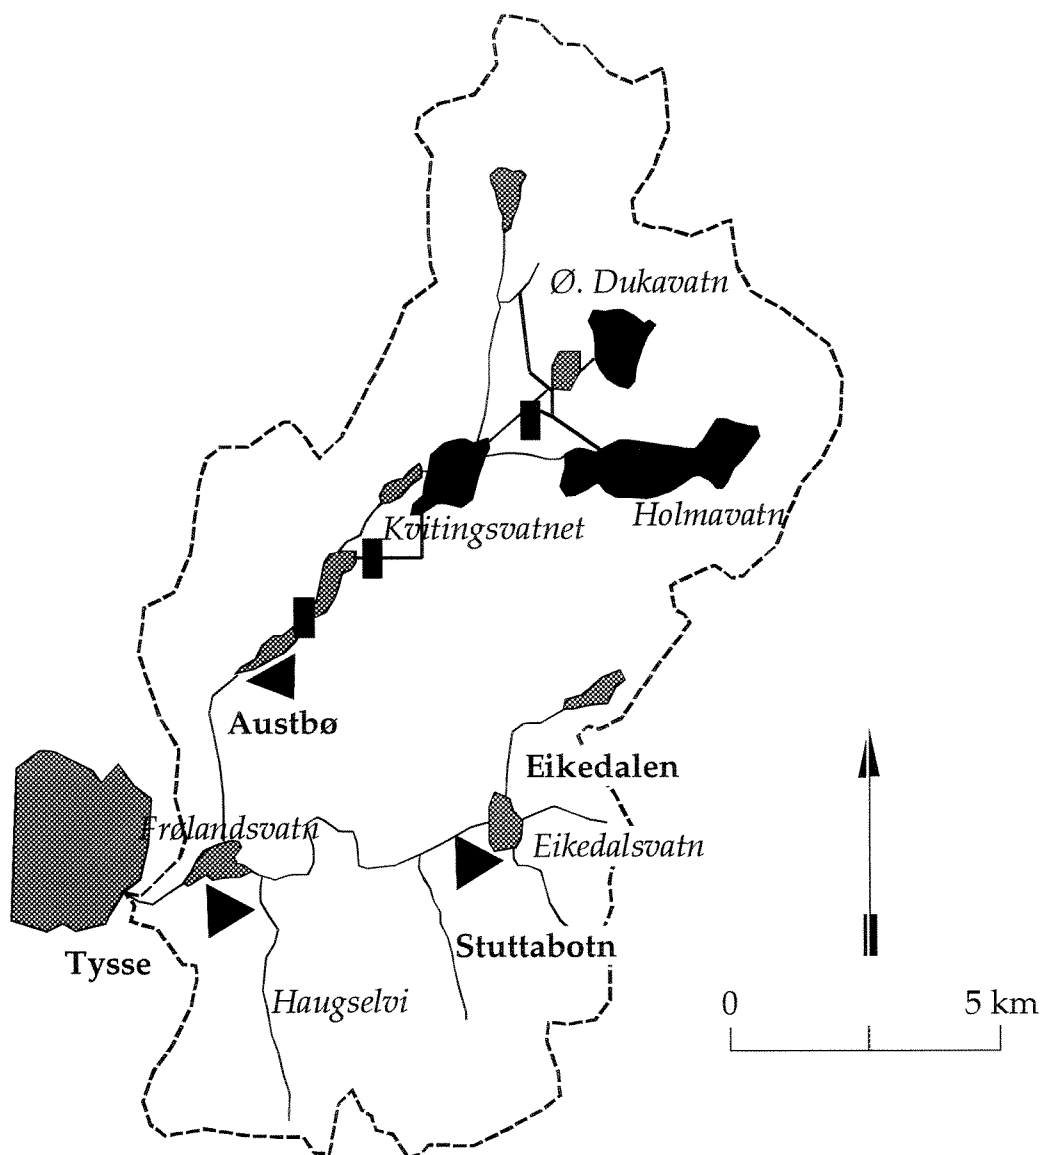 Ø. Dukavatn
Holmavatn
Kvitingsvatnet
Austbø
Eikedalen
Frølandsvatn
Eikedalsvatn
Stuttabotn
Tysse
Haugselvi
0 5 km